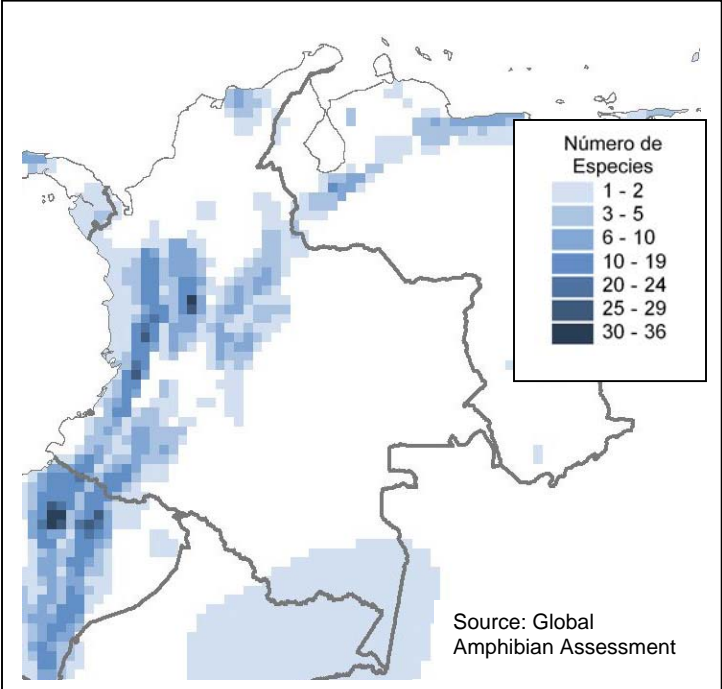 Número de
Especies
1 - 2
3 - 5
6 - 10
10 - 19
20 - 24
25 - 29
30 - 36
Source: Global
Amphibian Assessment